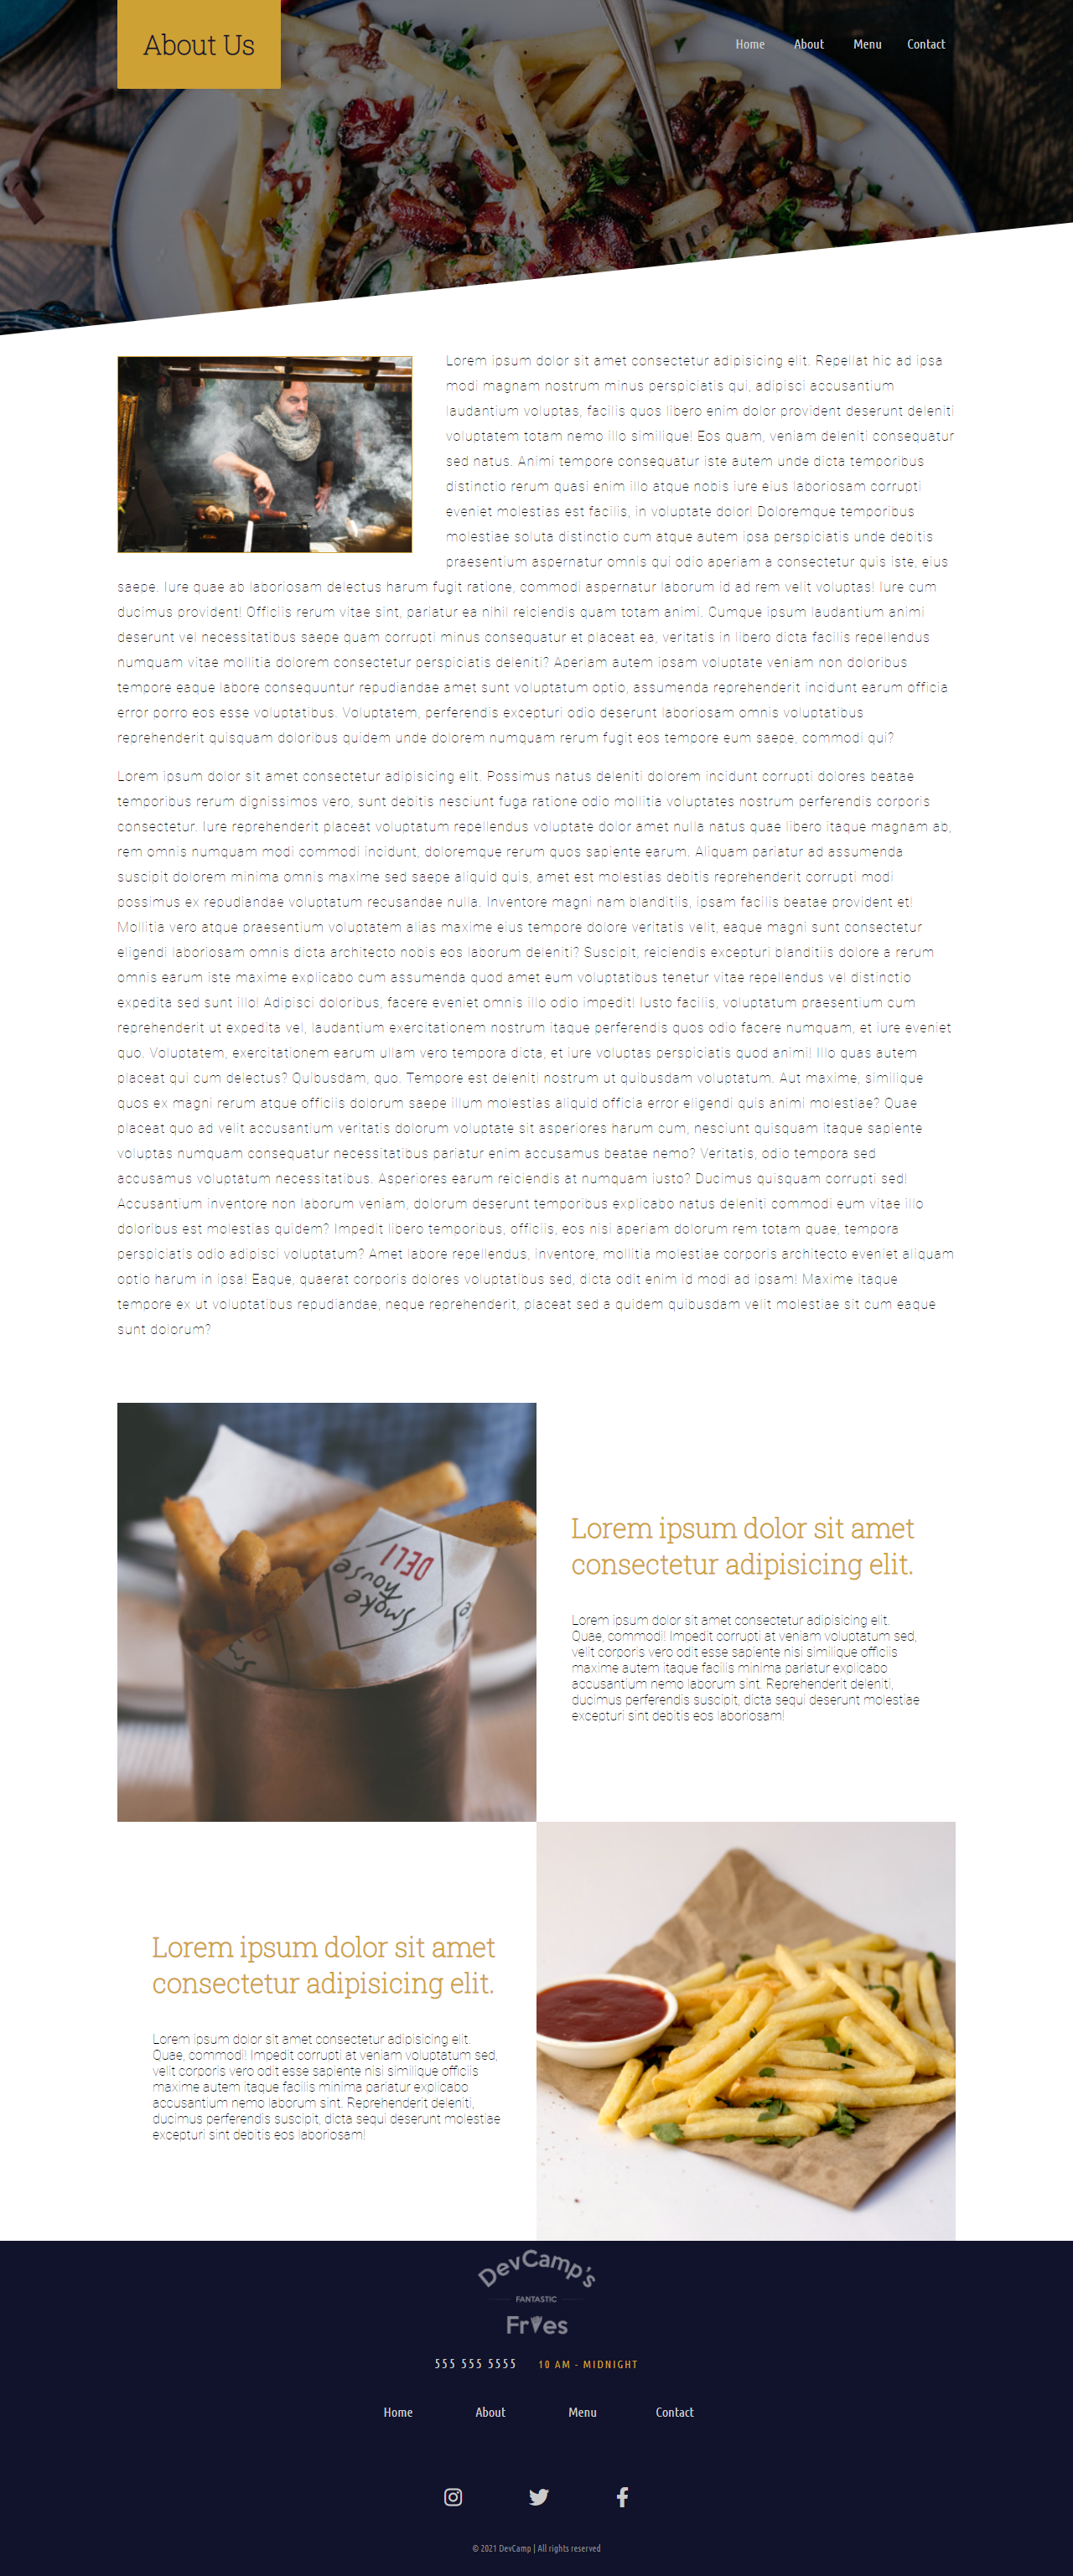 About Us
Home About Menu Contact
Lorem ipsum dolor sit amet consectetur adipisicing elit. Repellat hic ad ipsa
modi magnam nostrum minus perspiciatis qui, adipisci accusantium
laudantium voluptas, facilis quos libero enim dolor provident deserunt deleniti
voluptatem totam nemo illo similique! Eos quam, veniam deleniti consequatur
sed natus. Animi tempore consequatur iste autem unde dicta temporibus
distinctio rerum quasi enim illo atque nobis iure eius laboriosam corrupti
eveniet molestias est facilis, in voluptate dolor! Doloremque temporibus
molestiae soluta distinctio cum atque autem ipsa perspiciatis unde debitis
praesentium aspernatur omnis qui odio aperiam a consectetur quis iste, eius
saepe. Iure quae ab laboriosam delectus harum fugit ratione, commodi aspernatur laborum id ad rem velit voluptas! Iure cum
ducimus provident! Officiis rerum vitae sint, pariatur ea nihil reiciendis quam totam animi. Cumque ipsum laudantium animi
deserunt vel necessitatibus saepe quam corrupti minus consequatur et placeat ea, veritatis in libero dicta facilis repellendus
numquam vitae mollitia dolorem consectetur perspiciatis deleniti? Aperiam autem ipsam voluptate veniam non doloribus
tempore eaque labore consequuntur repudiandae amet sunt voluptatum optio, assumenda reprehenderit incidunt earum officia
error porro eos esse voluptatibus. Voluptatem, perferendis excepturi odio deserunt laboriosam omnis voluptatibus
reprehenderit quisquam doloribus quidem unde dolorem numquam rerum fugit eos tempore eum saepe, commodi qui?
Lorem ipsum dolor sit amet consectetur adipisicing elit. Possimus natus deleniti dolorem incidunt corrupti dolores beatae
temporibus rerum dignissimos vero, sunt debitis nesciunt fuga ratione odio mollitia voluptates nostrum perferendis corporis
consectetur. Iure reprehenderit placeat voluptatum repellendus voluptate dolor amet nulla natus quae libero itaque magnam ab,
rem omnis numquam modi commodi incidunt, doloremque rerum quos sapiente earum. Aliquam pariatur ad assumenda
suscipit dolorem minima omnis maxime sed saepe aliquid quis, amet est molestias debitis reprehenderit corrupti modi
possimus ex repudiandae voluptatum recusandae nulla. Inventore magni nam blanditiis, ipsam facilis beatae provident et!
Mollitia vero atque praesentium voluptatem alias maxime eius tempore dolore veritatis velit, eaque magni sunt consectetur
eligendi laboriosam omnis dicta architecto nobis eos laborum deleniti? Suscipit, reiciendis excepturi blanditiis dolore a rerum
omnis earum iste maxime explicabo cum assumenda quod amet eum voluptatibus tenetur vitae repellendus vel distinctio
expedita sed sunt illo! Adipisci doloribus, facere eveniet omnis illo odio impedit! Iusto facilis, voluptatum praesentium cum
reprehenderit ut expedita vel, laudantium exercitationem nostrum itaque perferendis quos odio facere numquam, et iure eveniet
quo. Voluptatem, exercitationem earum ullam vero tempora dicta, et iure voluptas perspiciatis quod animi! Illo quas autem
placeat qui cum delectus? Quibusdam, quo. Tempore est deleniti nostrum ut quibusdam voluptatum. Aut maxime, similique
quos ex magni rerum atque officiis dolorum saepe illum molestias aliquid officia error eligendi quis animi molestiae? Quae
placeat quo ad velit accusantium veritatis dolorum voluptate sit asperiores harum cum, nesciunt quisquam itaque sapiente
voluptas numquam consequatur necessitatibus pariatur enim accusamus beatae nemo? Veritatis, odio tempora sed
accusamus voluptatum necessitatibus. Asperiores earum reiciendis at numquam iusto? Ducimus quisquam corrupti sed!
Accusantium inventore non laborum veniam, dolorum deserunt temporibus explicabo natus deleniti commodi eum vitae illo
doloribus est molestias quidem? Impedit libero temporibus, officiis, eos nisi aperiam dolorum rem totam quae, tempora
perspiciatis odio adipisci voluptatum? Amet labore repellendus, inventore, mollitia molestiae corporis architecto eveniet aliquam
optio harum in ipsa! Eaque, quaerat corporis dolores voluptatibus sed, dicta odit enim id modi ad ipsam! Maxime itaque
tempore ex ut voluptatibus repudiandae, neque reprehenderit, placeat sed a quidem quibusdam velit molestiae sit cum eaque
sunt dolorum?
DELI
smoke
house
Lorem ipsum dolor sit amet
consectetur adipisicing elit.
Lorem ipsum dolor sit amet consectetur adipisicing elit.
Quae, commodi! Impedit corrupti at veniam voluptatum sed,
velit corporis vero odit esse sapiente nisi similique officiis
maxime autem itaque facilis minima pariatur explicabo
accusantium nemo laborum sint. Reprehenderit deleniti,
ducimus perferendis suscipit, dicta sequi deserunt molestiae
excepturi sint debitis eos laboriosam!
Lorem ipsum dolor sit amet
consectetur adipisicing elit.
Lorem ipsum dolor sit amet consectetur adipisicing elit.
Quae, commodi! Impedit corrupti at veniam voluptatum sed,
velit corporis vero odit esse sapiente nisi similique officiis
maxime autem itaque facilis minima pariatur explicabo
accusantium nemo laborum sint. Reprehenderit deleniti,
ducimus perferendis suscipit, dicta sequi deserunt molestiae
excepturi sint debitis eos laboriosam!
DevCamp's
FANTASTIC
Fries
555 555 5555 10 AM - MIDNIGHT
Home About Menu Contact
© 2021 DevCamp | All rights reserved